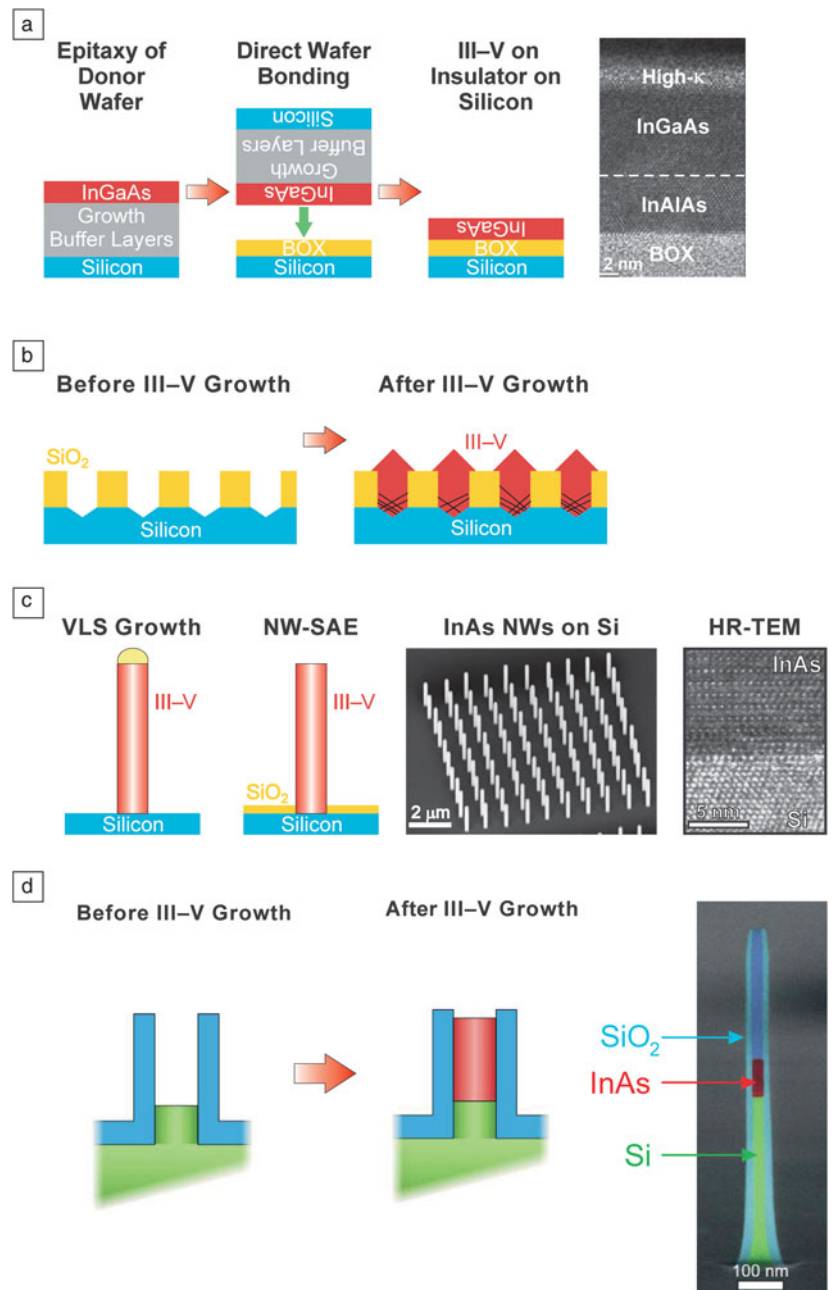 a
Epitaxy of
Donor
Wafer
Direct Wafer
Bonding
III–V on
Insulator on
Silicon
InGaAs
Growth
Buffer Layers
Silicon
Silicon
Growth
Buffer Layers
InGaAs
BOX
Silicon
InGaAs
BOX
Silicon
High-κ
InGaAs
InAlAs
BOX
2 nm
b
Before III–V Growth
After III–V Growth
SiO₂
Silicon
III–V
Silicon
c
VLS Growth
NW-SAE
InAs NWs on Si
HR-TEM
III–V
Silicon
III–V
SiO₂
Silicon
2 μm
InAs
5 nm
Si
d
Before III–V Growth
After III–V Growth
SiO₂
InAs
Si
100 nm